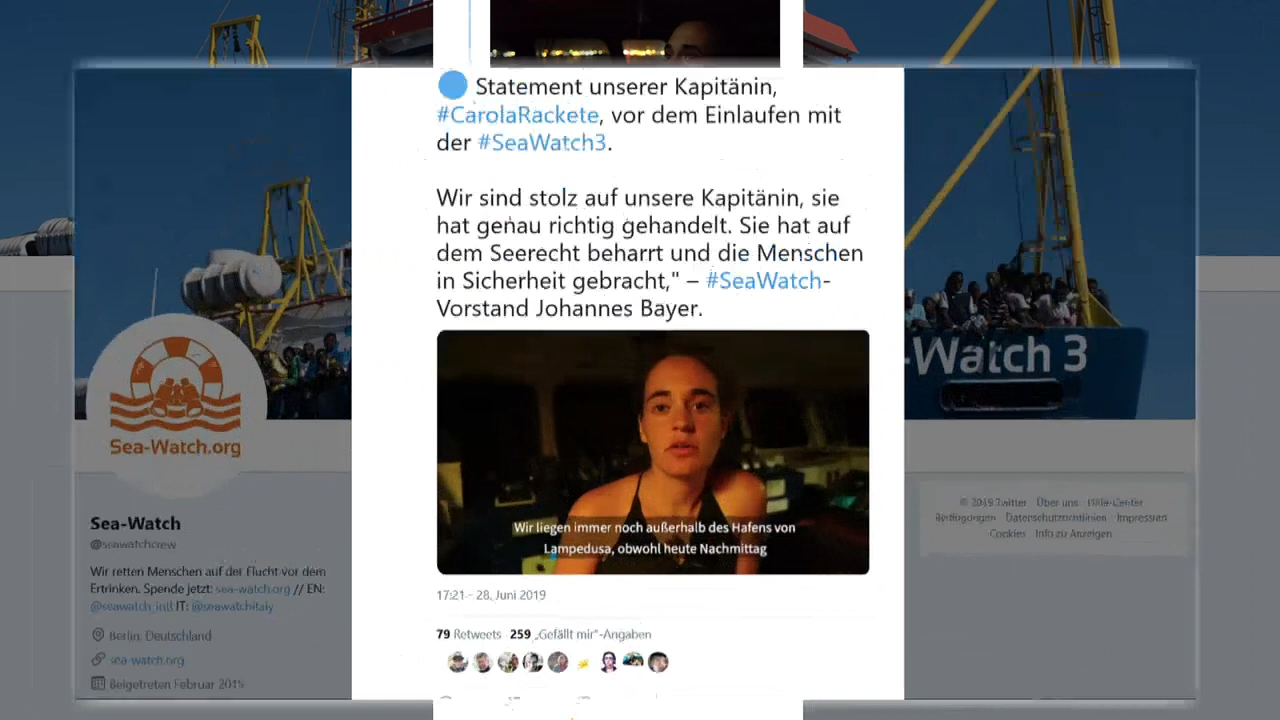 Statement unserer Kapitänin,
#CarolaRackete, vor dem Einlaufen mit
der #SeaWatch3.
Wir sind stolz auf unsere Kapitänin, sie
hat genau richtig gehandelt. Sie hat auf
dem Seerecht beharrt und die Menschen
in Sicherheit gebracht," – #SeaWatch-
Vorstand Johannes Bayer.
Wir liegen immer noch außerhalb des Hafens von
Lampedusa, obwohl heute Nachmittag
17:21 - 28. Juni 2019
79 Retweets 259 „Gefällt mir"-Angaben
-Watch 3
Sea-Watch.org
Sea-Watch
@seawatchcrew
Wir retten Menschen auf der Flucht vor dem
Ertrinken. Spende jetzt: sea-watch.org // EN:
@seawatch_intl IT: @seawatchitaly
Berlin, Deutschland
sea-watch.org
Beigetreten Februar 2015
© 2019 Twitter Über uns Hilfe-Center
Bedingungen Datenschutzrichtlinien Impressum
Cookies Info zu Anzeigen